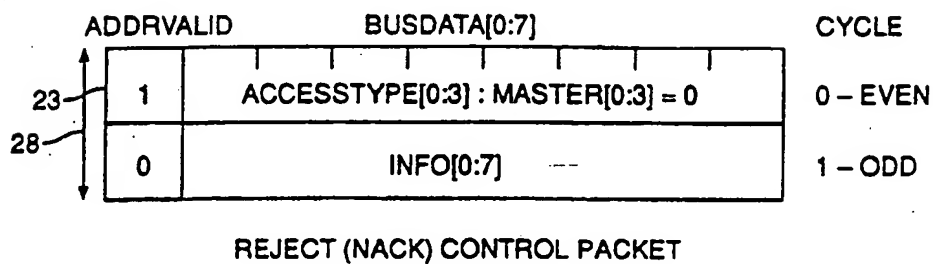 ADDRVALID BUSDATA[0:7] CYCLE
23 1 ACCESSTYPE[0:3] : MASTER[0:3] = 0 0 – EVEN
28 0 INFO[0:7] 1 – ODD
REJECT (NACK) CONTROL PACKET